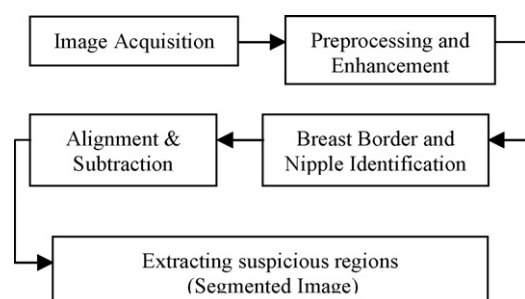 Image Acquisition
Preprocessing and
Enhancement
Breast Border and
Nipple Identification
Alignment &
Subtraction
Extracting suspicious regions
(Segmented Image)